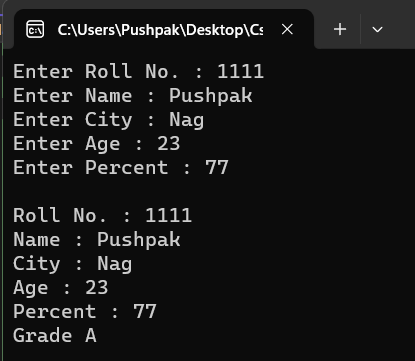 C:\Users\Pushpak\Desktop\Cs
Enter Roll No. : 1111
Enter Name : Pushpak
Enter City : Nag
Enter Age : 23
Enter Percent : 77
Roll No. : 1111
Name : Pushpak
City : Nag
Age : 23
Percent : 77
Grade A